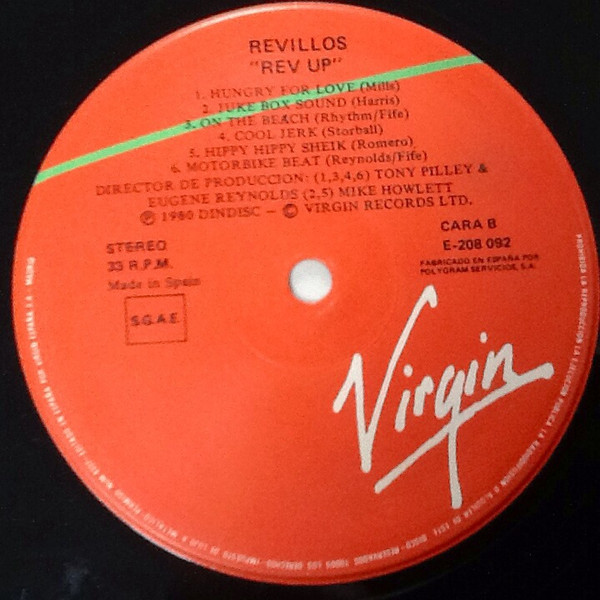 REVILLOS
"REV UP"
1. HUNGRY FOR LOVE (Mills)
2. JUKE BOX SOUND (Harris)
3. ON THE BEACH (Rhythm/Fife)
4. COOL JERK (Storball)
5. HIPPY HIPPY SHEIK (Romero)
6. MOTORBIKE BEAT (Reynolds/Fife)
DIRECTOR DE PRODUCCION: (1,3,4,6) TONY PILLEY &
EUGENE REYNOLDS (2,5) MIKE HOWLETT
Ⓟ 1980 DINDISC – © VIRGIN RECORDS LTD.
STEREO
33 R.P.M.
Made in Spain
S.G.A.E.
CARA B
E-208 092
FABRICADO EN ESPAÑA POR
POLYGRAM SERVICIOS, S.A.
Virgin